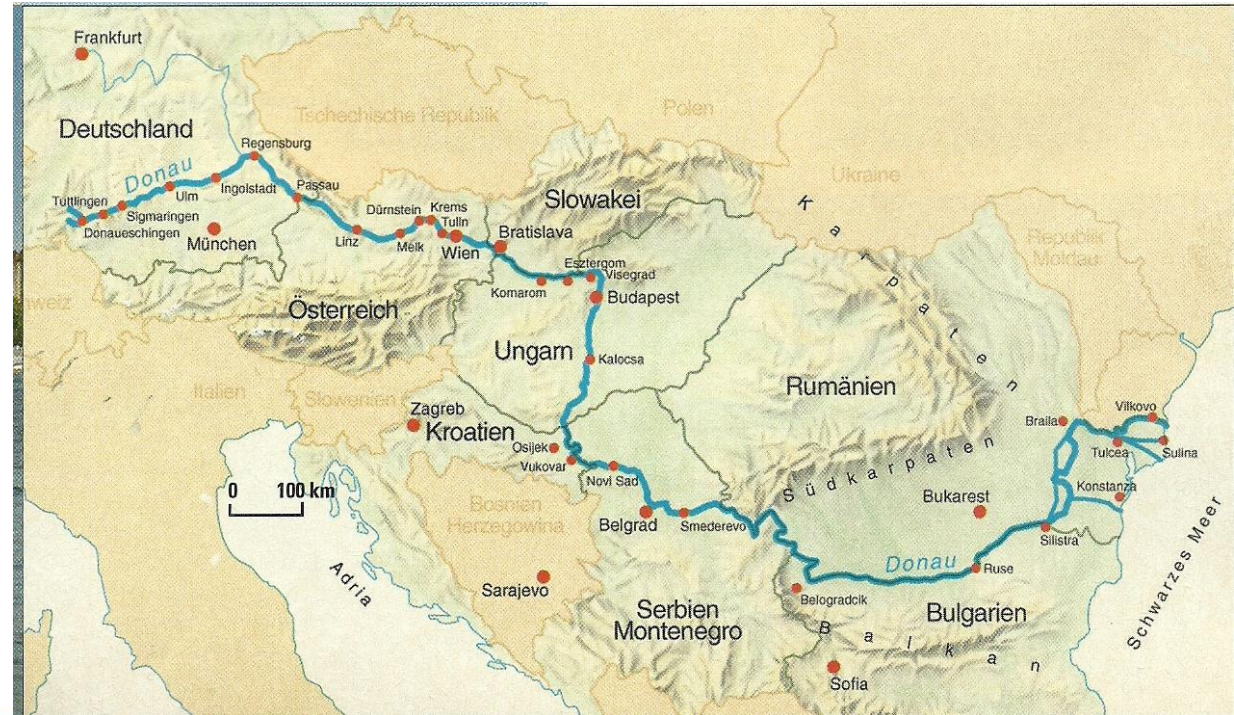 Frankfurt
Tschechische Republik
Polen
Deutschland
Regensburg
Donau
Ingolstadt
Ulm
Passau
Ukraine
Slowakei
Karpaten
Tuttlingen
Sigmaringen
Donaueschingen
München
Dürnstein
Krems
Tulln
Linz
Melk
Wien
Bratislava
Republik
Moldau
Esztergom
Visegrad
Komarom
Budapest
Österreich
Ungarn
Kalocsa
Rumänien
Italien
Slowenien
Zagreb
Kroatien
Osijek
Vukovar
Novi Sad
Braila
Vilkovo
Tulcea
Sulina
Südkarpaten
Konstanza
0 100 km
Bosnien
Herzegowina
Belgrad
Smederevo
Bukarest
Silistra
Donau
Ruse
Adria
Sarajevo
Serbien
Montenegro
Belogradcik
Bulgarien
Balkan
Sofia
Schwarzes Meer